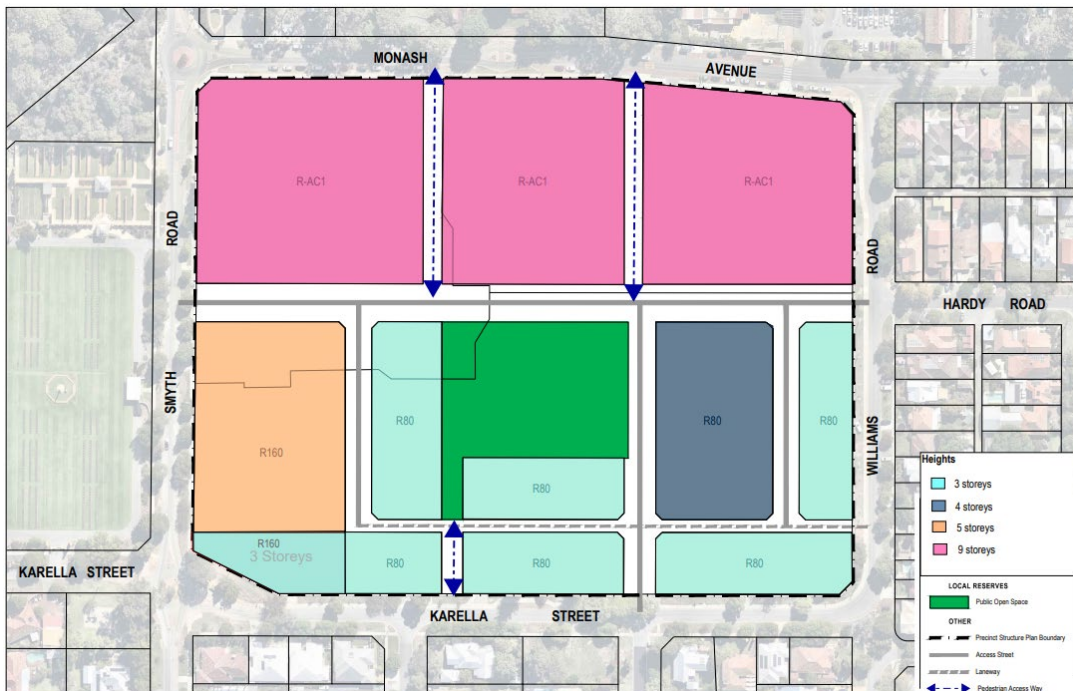 MONASH
AVENUE
R-AC1
R-AC1
R-AC1
ROAD
ROAD
HARDY ROAD
SMYTH
R80
R80
R80
R160
R80
WILLIAMS
R160
3 Storeys
R80
R80
R80
KARELLA STREET
KARELLA STREET
Heights
3 storeys
4 storeys
5 storeys
9 storeys
LOCAL RESERVES
Public Open Space
OTHER
Precinct Structure Plan Boundary
Access Street
Laneway
Pedestrian Access Way